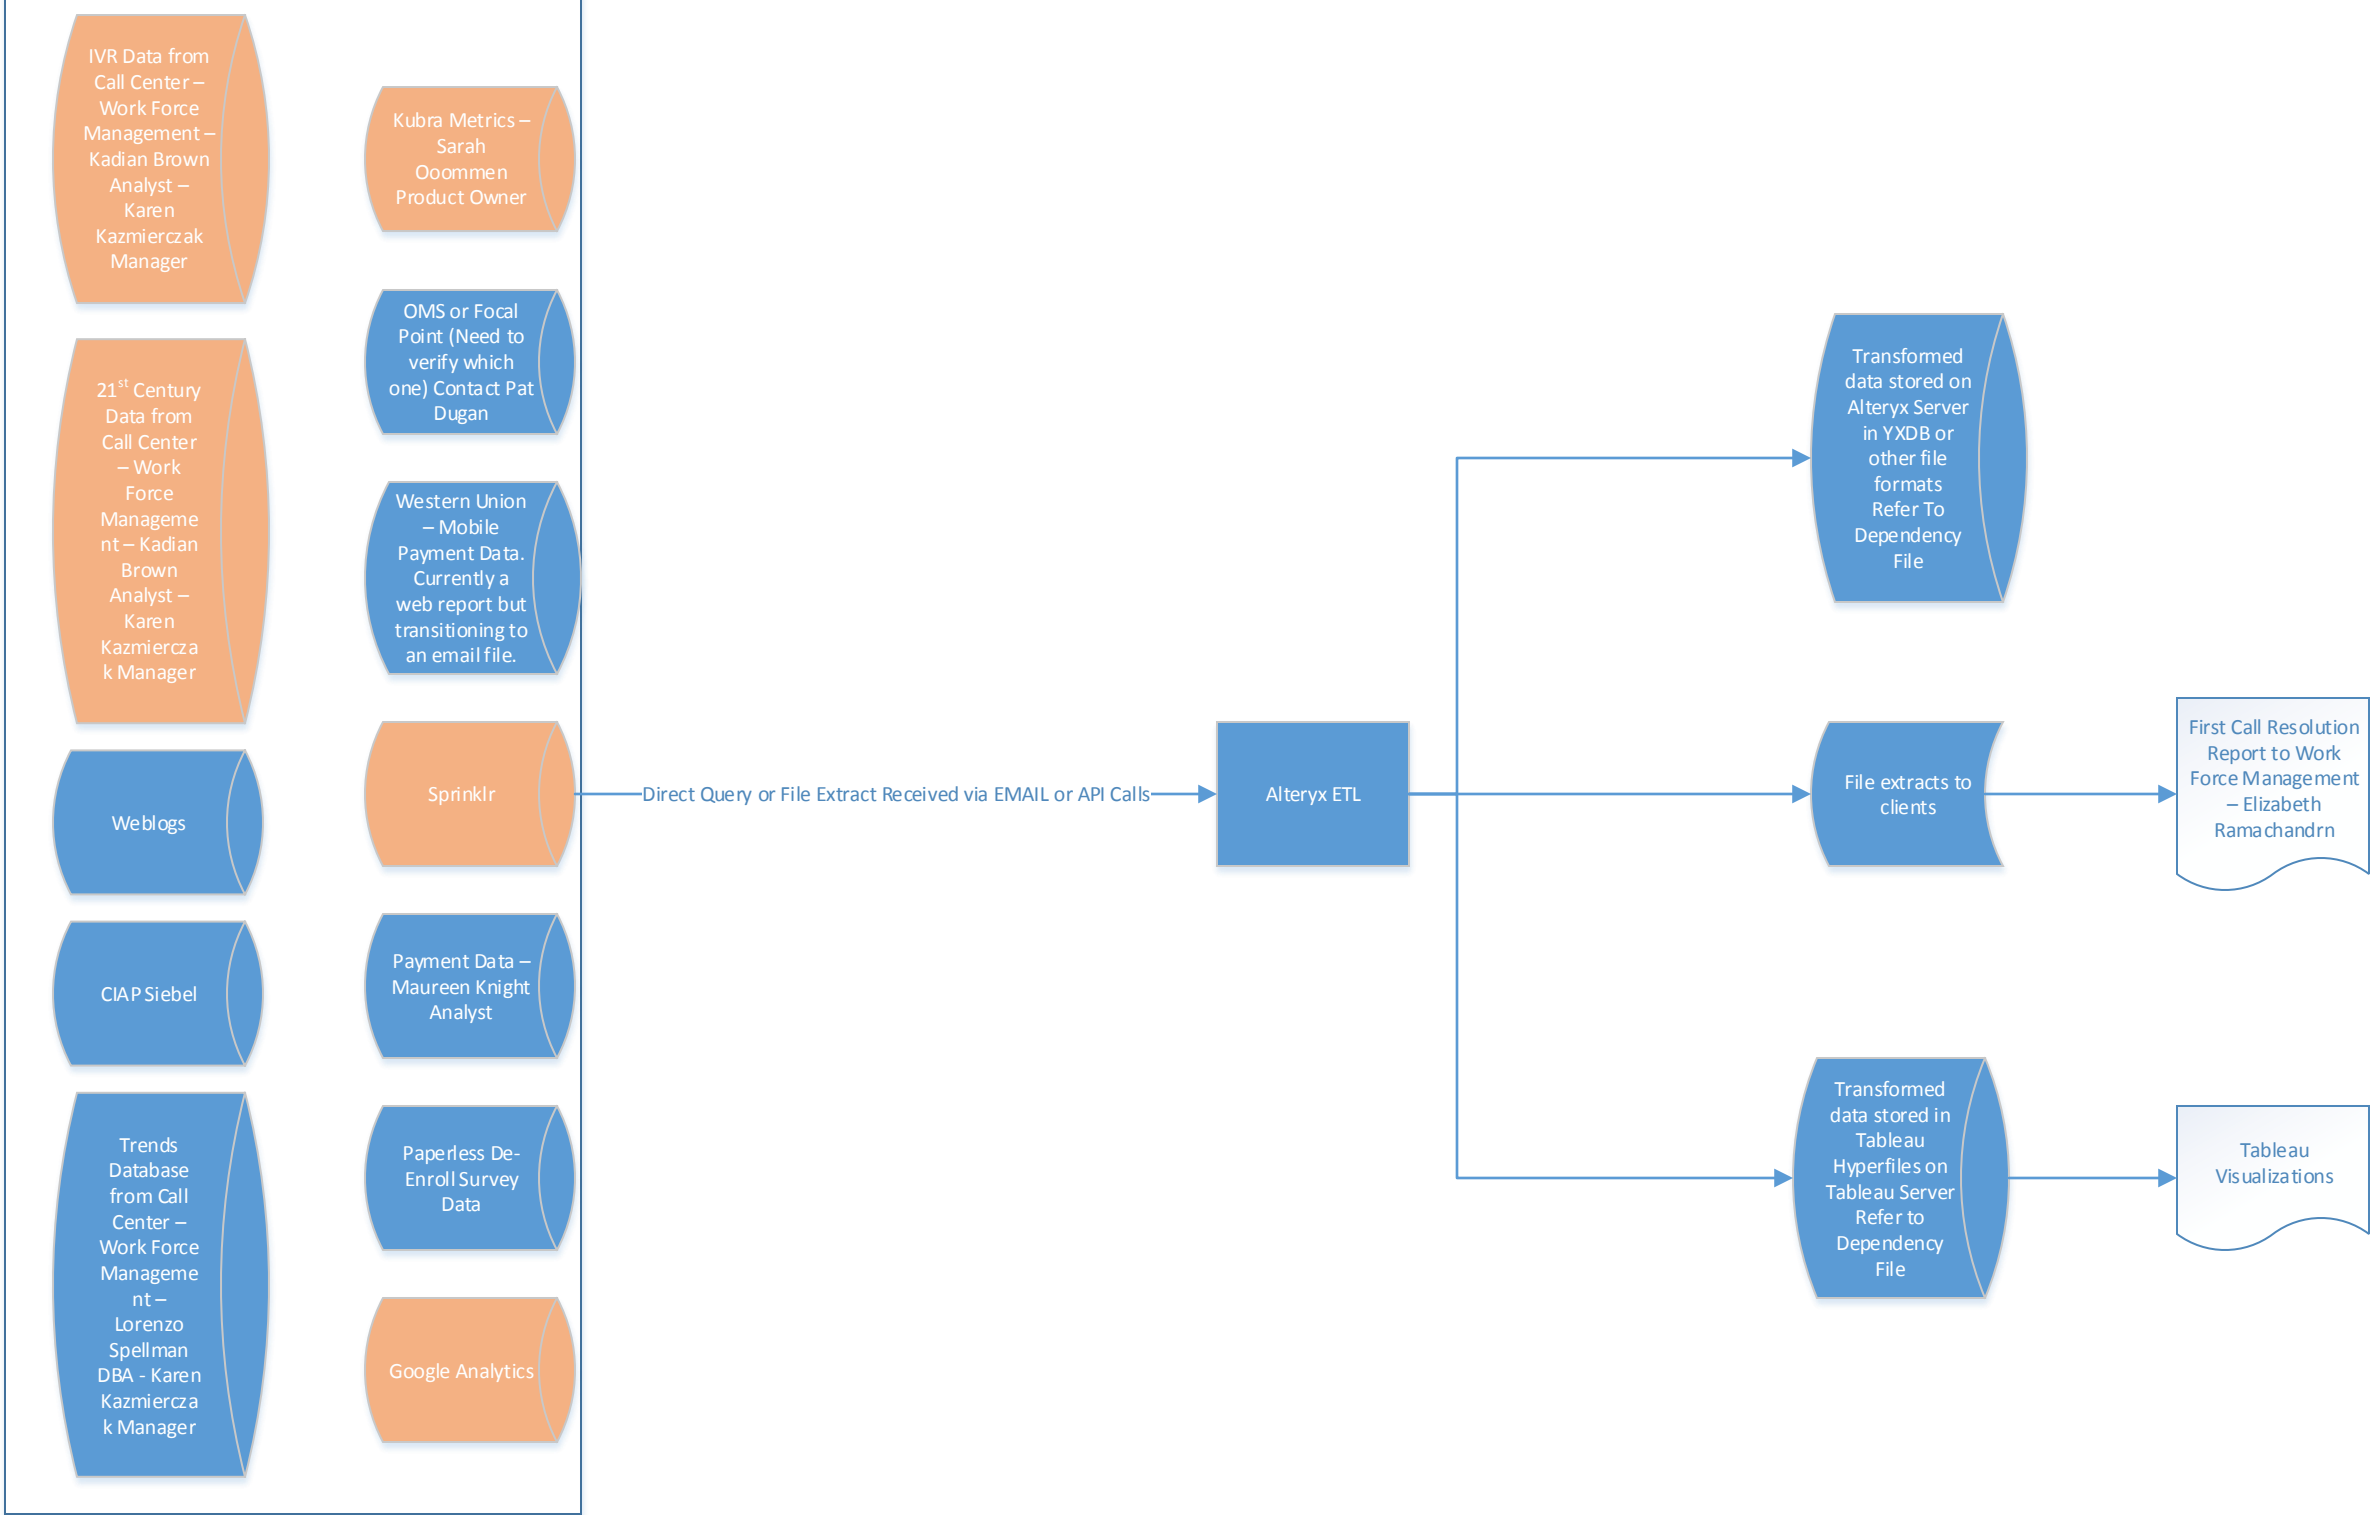 IVR Data from
Call Center –
Work Force
Management –
Kadian Brown
Analyst –
Karen
Kazmierczak
Manager
21st Century
Data from
Call Center
– Work
Force
Manageme
nt – Kadian
Brown
Analyst –
Karen
Kazmiercza
k Manager
Weblogs
CIAP Siebel
Trends
Database
from Call
Center –
Work Force
Manageme
nt –
Lorenzo
Spellman
DBA - Karen
Kazmiercza
k Manager
Kubra Metrics –
Sarah
Ooommen
Product Owner
OMS or Focal
Point (Need to
verify which
one) Contact Pat
Dugan
Western Union
– Mobile
Payment Data.
Currently a
web report but
transitioning to
an email file.
Sprinklr
Payment Data –
Maureen Knight
Analyst
Paperless De-
Enroll Survey
Data
Google Analytics
Direct Query or File Extract Received via EMAIL or API Calls
Alteryx ETL
Transformed
data stored on
Alteryx Server
in YXDB or
other file
formats
Refer To
Dependency
File
File extracts to
clients
First Call Resolution
Report to Work
Force Management
– Elizabeth
Ramachandrn
Transformed
data stored in
Tableau
Hyperfiles on
Tableau Server
Refer to
Dependency
File
Tableau
Visualizations